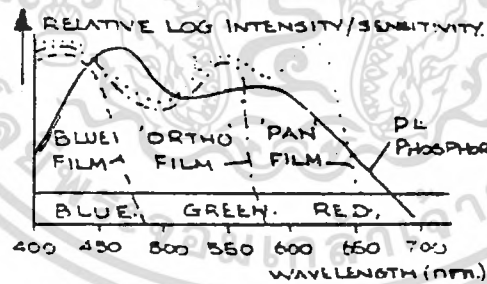 RELATIVE LOG INTENSITY/SENSITIVITY.
BLUE 'ORTHO' 'PAN'
FILM FILM FILM
PL
PHOSPHOR
BLUE. GREEN. RED.
400 450 500 550 600 650 700
WAVELENGTH (nm.)